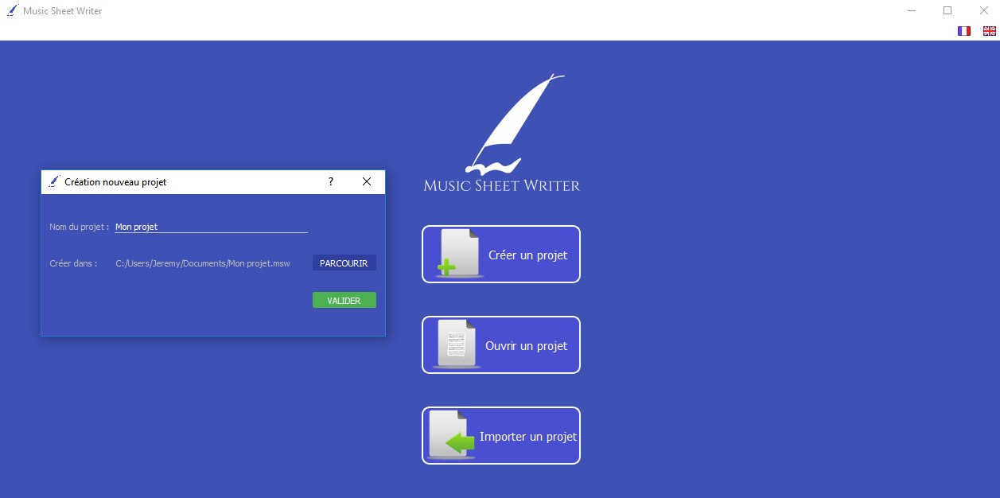 Music Sheet Writer
Music Sheet Writer
Création nouveau projet ?
Nom du projet : Mon projet
Créer dans : C:/Users/Jeremy/Documents/Mon projet.msw PARCOURIR
VALIDER
Créer un projet
Ouvrir un projet
Importer un projet